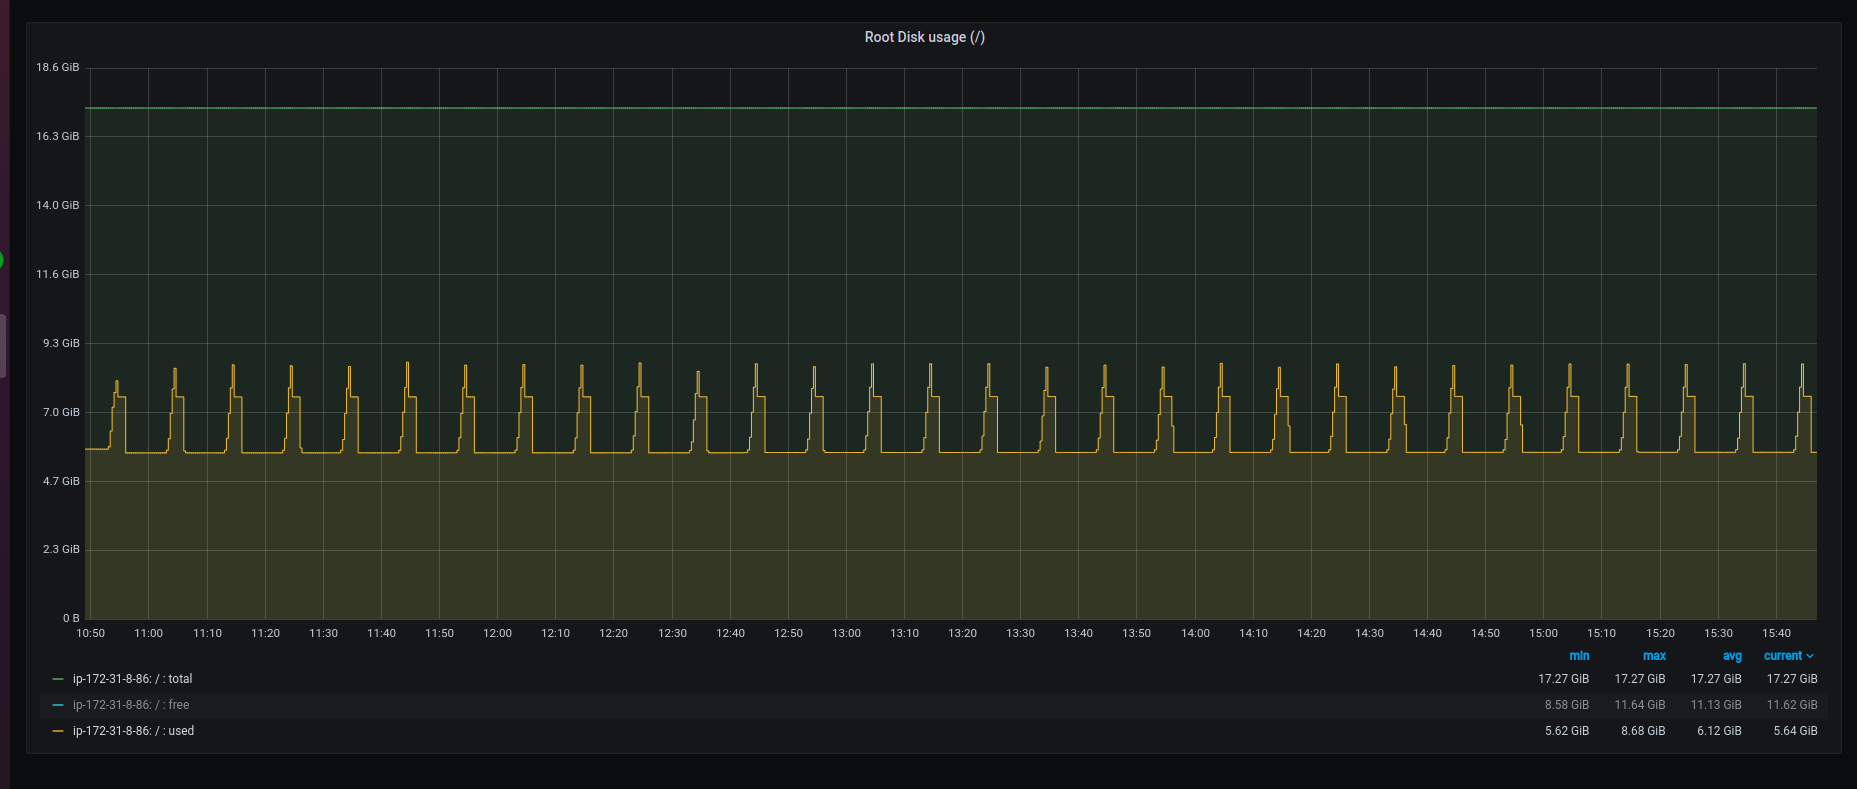 Root Disk usage (/)
18.6 GiB
16.3 GiB
14.0 GiB
11.6 GiB
9.3 GiB
7.0 GiB
4.7 GiB
2.3 GiB
0 B
10:50 11:00 11:10 11:20 11:30 11:40 11:50 12:00 12:10 12:20 12:30 12:40 12:50 13:00 13:10 13:20 13:30 13:40 13:50 14:00 14:10 14:20 14:30 14:40 14:50 15:00 15:10 15:20 15:30 15:40
min max avg current
ip-172-31-8-86: / : total 17.27 GiB 17.27 GiB 17.27 GiB 17.27 GiB
ip-172-31-8-86: / : free 8.58 GiB 11.64 GiB 11.13 GiB 11.62 GiB
ip-172-31-8-86: / : used 5.62 GiB 8.68 GiB 6.12 GiB 5.64 GiB